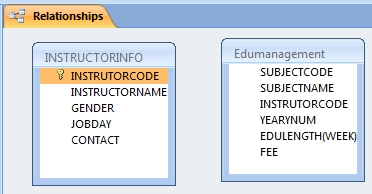 Relationships
INSTRUCTORINFO
INSTRUTORCODE
INSTRUCTORNAME
GENDER
JOBDAY
CONTACT
Edumanagement
SUBJECTCODE
SUBJECTNAME
INSTRUTORCODE
YEARYNUM
EDULENGTH(WEEK)
FEE